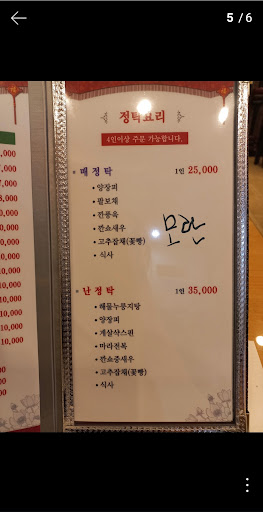 5 / 6
정탁요리
4인이상 주문 가능합니다.
매정탁 1인 25,000
• 양장피
• 팔보채
• 깐풍육
• 깐쇼새우
• 고추잡채(꽃빵)
• 식사
모란
난정탁 1인 35,000
• 해물누룽지탕
• 양장피
• 게살삭스핀
• 마라전복
• 깐쇼중새우
• 고추잡채(꽃빵)
• 식사